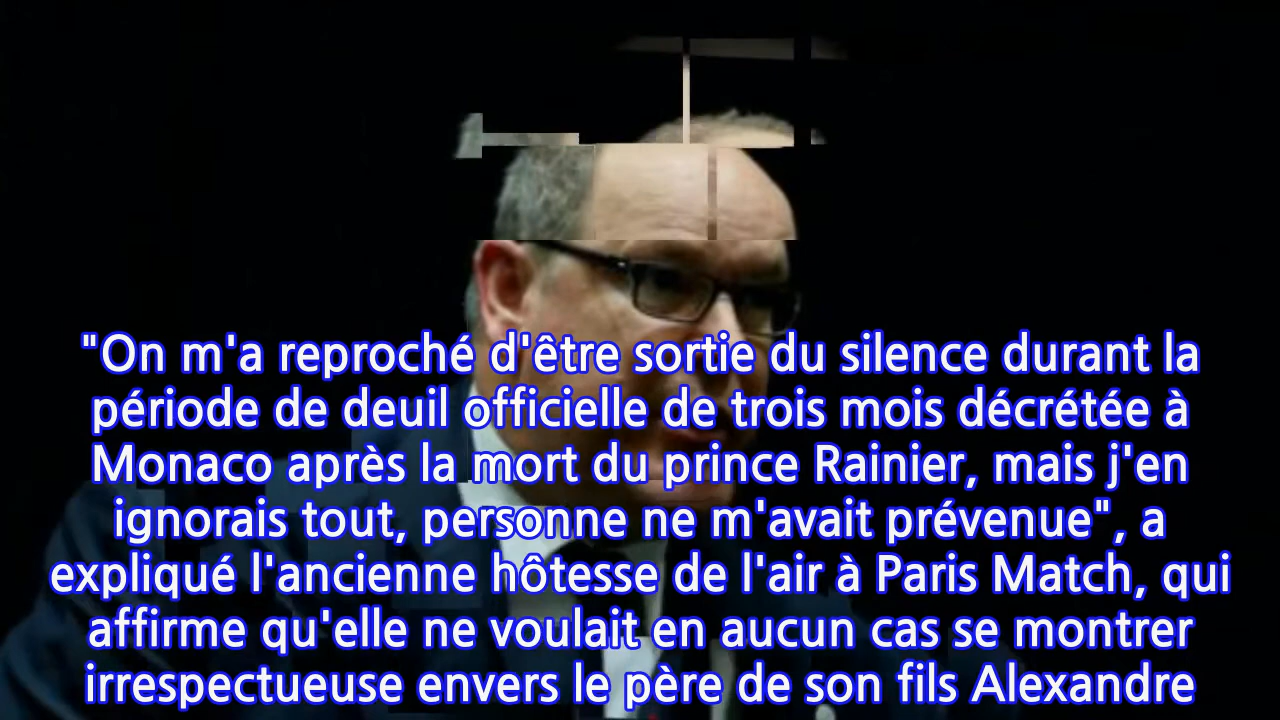 "On m'a reproché d'être sortie du silence durant la
période de deuil officielle de trois mois décrétée à
Monaco après la mort du prince Rainier, mais j'en
ignorais tout, personne ne m'avait prévenue", a
expliqué l'ancienne hôtesse de l'air à Paris Match, qui
affirme qu'elle ne voulait en aucun cas se montrer
irrespectueuse envers le père de son fils Alexandre